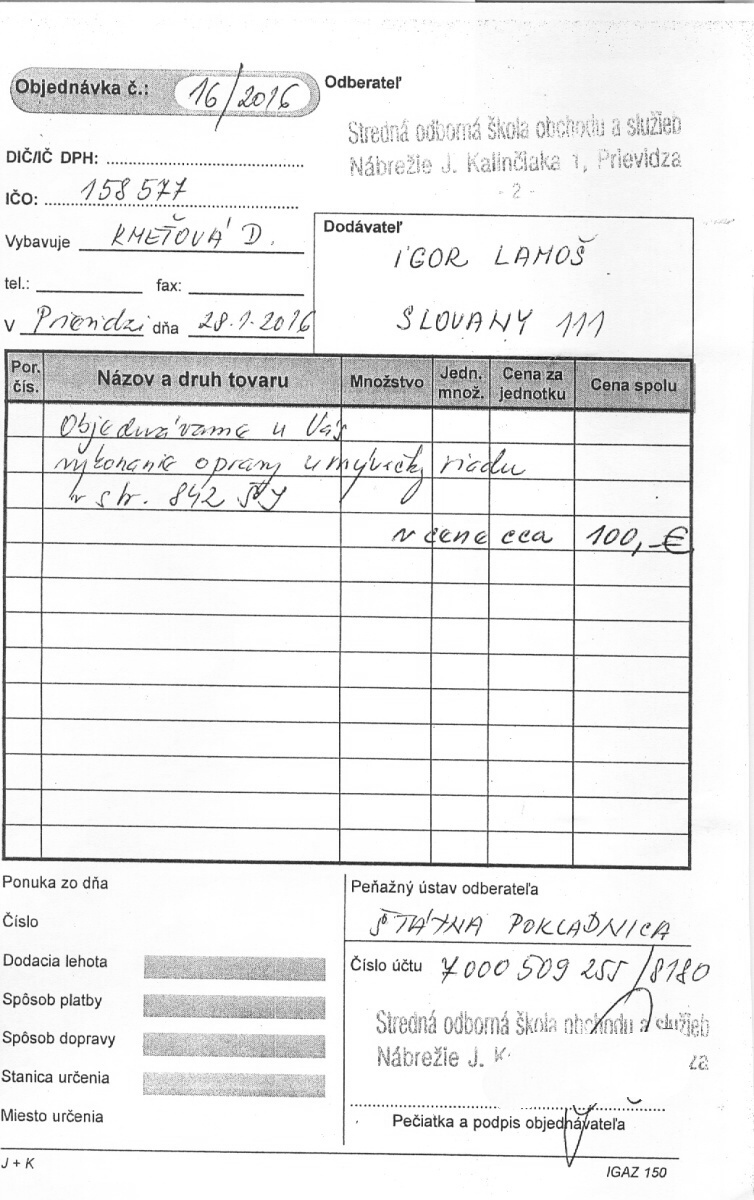 Objednávka č.: 16/2016
Odberateľ
Stredná odborná škola obchodu a služieb
Nábrežie J. Kalinčiaka 1, Prievidza
- 2 -
DIČ/IČ DPH:
IČO: 158 577
Vybavuje KMEŤOVÁ D.
tel.: fax:
V Prievidzi dňa 28.1.2016
Dodávateľ
IGOR LAMOŠ
SLOVANY 111
Por. čís. Názov a druh tovaru Množstvo Jedn. množ. Cena za jednotku Cena spolu
Objednávame u Vás
vykonanie opravy umývačky riadu
v str. 842 ŠJ
v cene cca 100,-€
Ponuka zo dňa
Číslo
Dodacia lehota
Spôsob platby
Spôsob dopravy
Stanica určenia
Miesto určenia
Peňažný ústav odberateľa
ŠTÁTNA POKLADNICA
Číslo účtu 7000 509 255/8180
Stredná odborná škola obchodu a služieb
Nábrežie J. K za
Pečiatka a podpis objednávateľa
J + K
IGAZ 150